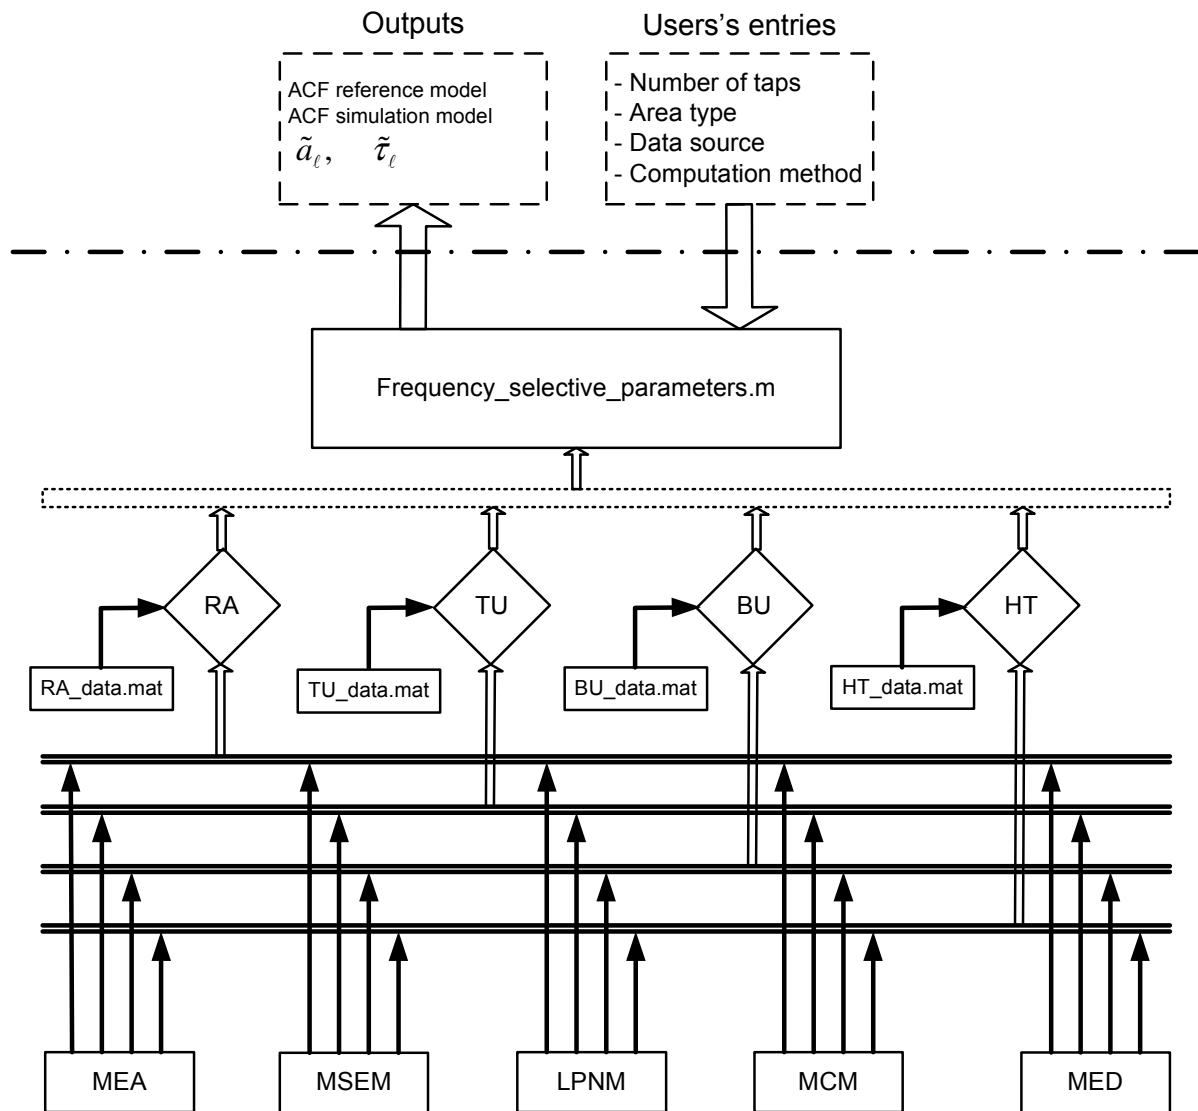 Outputs
Users's entries
ACF reference model
ACF simulation model
ã_ℓ, τ̃_ℓ
- Number of taps
- Area type
- Data source
- Computation method
Frequency_selective_parameters.m
RA
TU
BU
HT
RA_data.mat
TU_data.mat
BU_data.mat
HT_data.mat
MEA
MSEM
LPNM
MCM
MED